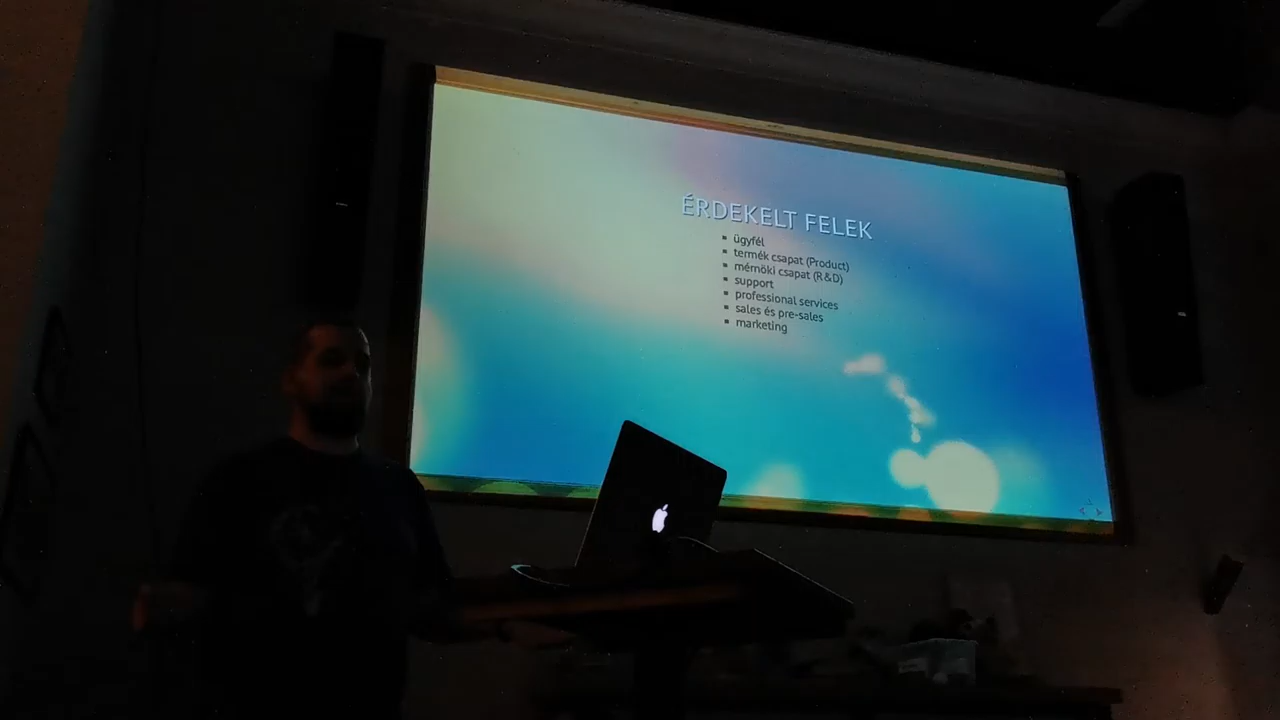 ÉRDEKELT FELEK
ügyfél
termék csapat (Product)
mérnöki csapat (R&D)
support
professional services
sales és pre-sales
marketing